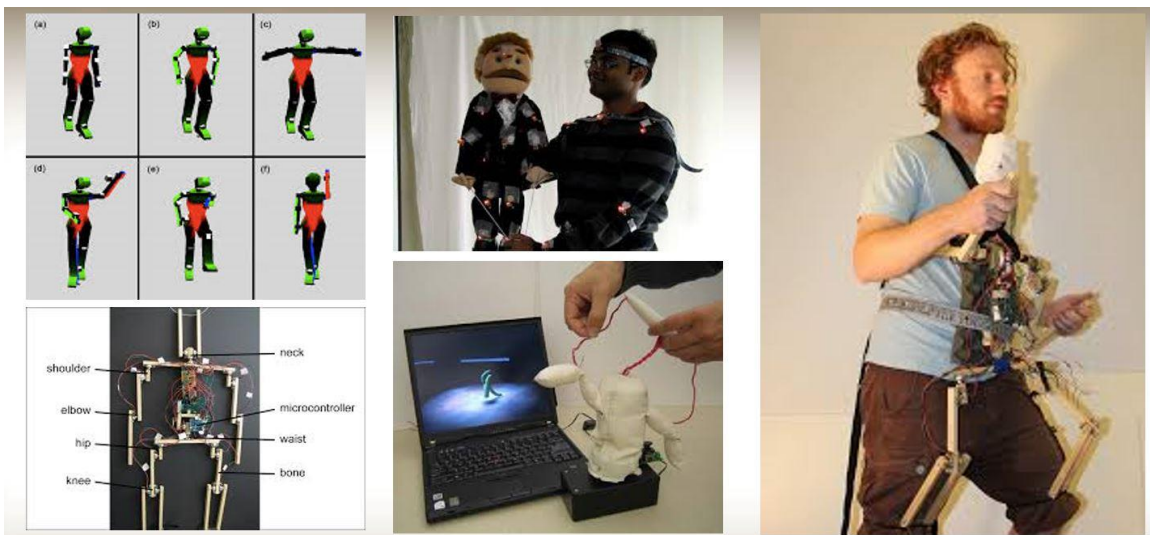 (a)
(b)
(c)
(d)
(e)
(f)
neck
shoulder
elbow
microcontroller
hip
waist
knee
bone